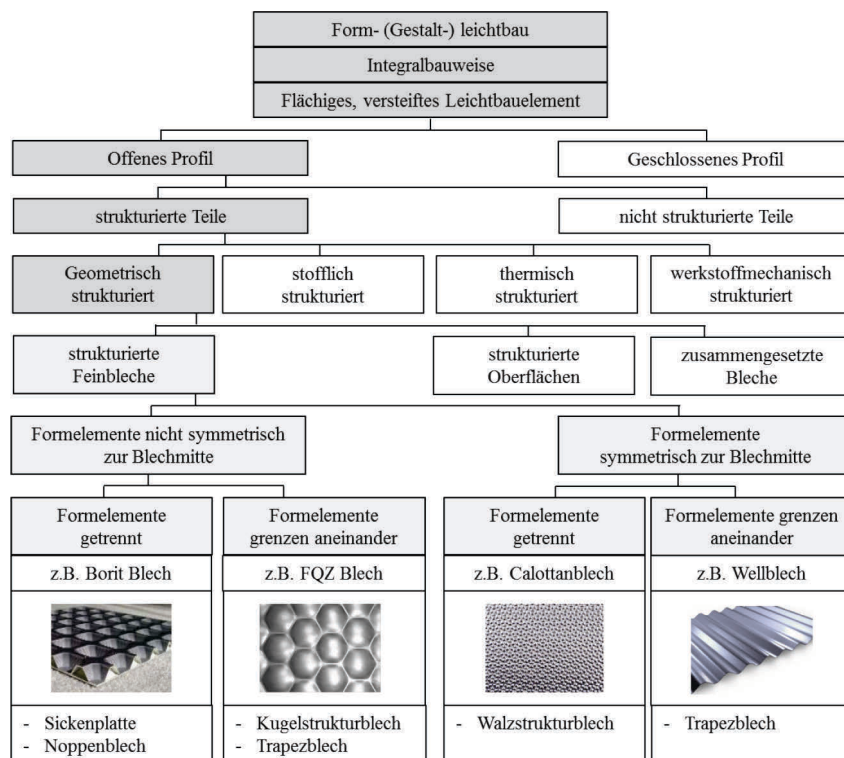 Form- (Gestalt-) leichtbau
Integralbauweise
Flächiges, versteiftes Leichtbauelement
Offenes Profil
Geschlossenes Profil
strukturierte Teile
nicht strukturierte Teile
Geometrisch
strukturiert
stofflich
strukturiert
thermisch
strukturiert
werkstoffmechanisch
strukturiert
strukturierte
Feinbleche
strukturierte
Oberflächen
zusammengesetzte
Bleche
Formelemente nicht symmetrisch
zur Blechmitte
Formelemente
symmetrisch zur Blechmitte
Formelemente
getrennt
Formelemente
grenzen aneinander
Formelemente
getrennt
Formelemente grenzen
aneinander
z.B. Borit Blech
z.B. FQZ Blech
z.B. Calottanblech
z.B. Wellblech
- Sickenplatte
- Noppenblech
- Kugelstrukturblech
- Trapezblech
- Walzstrukturblech
- Trapezblech